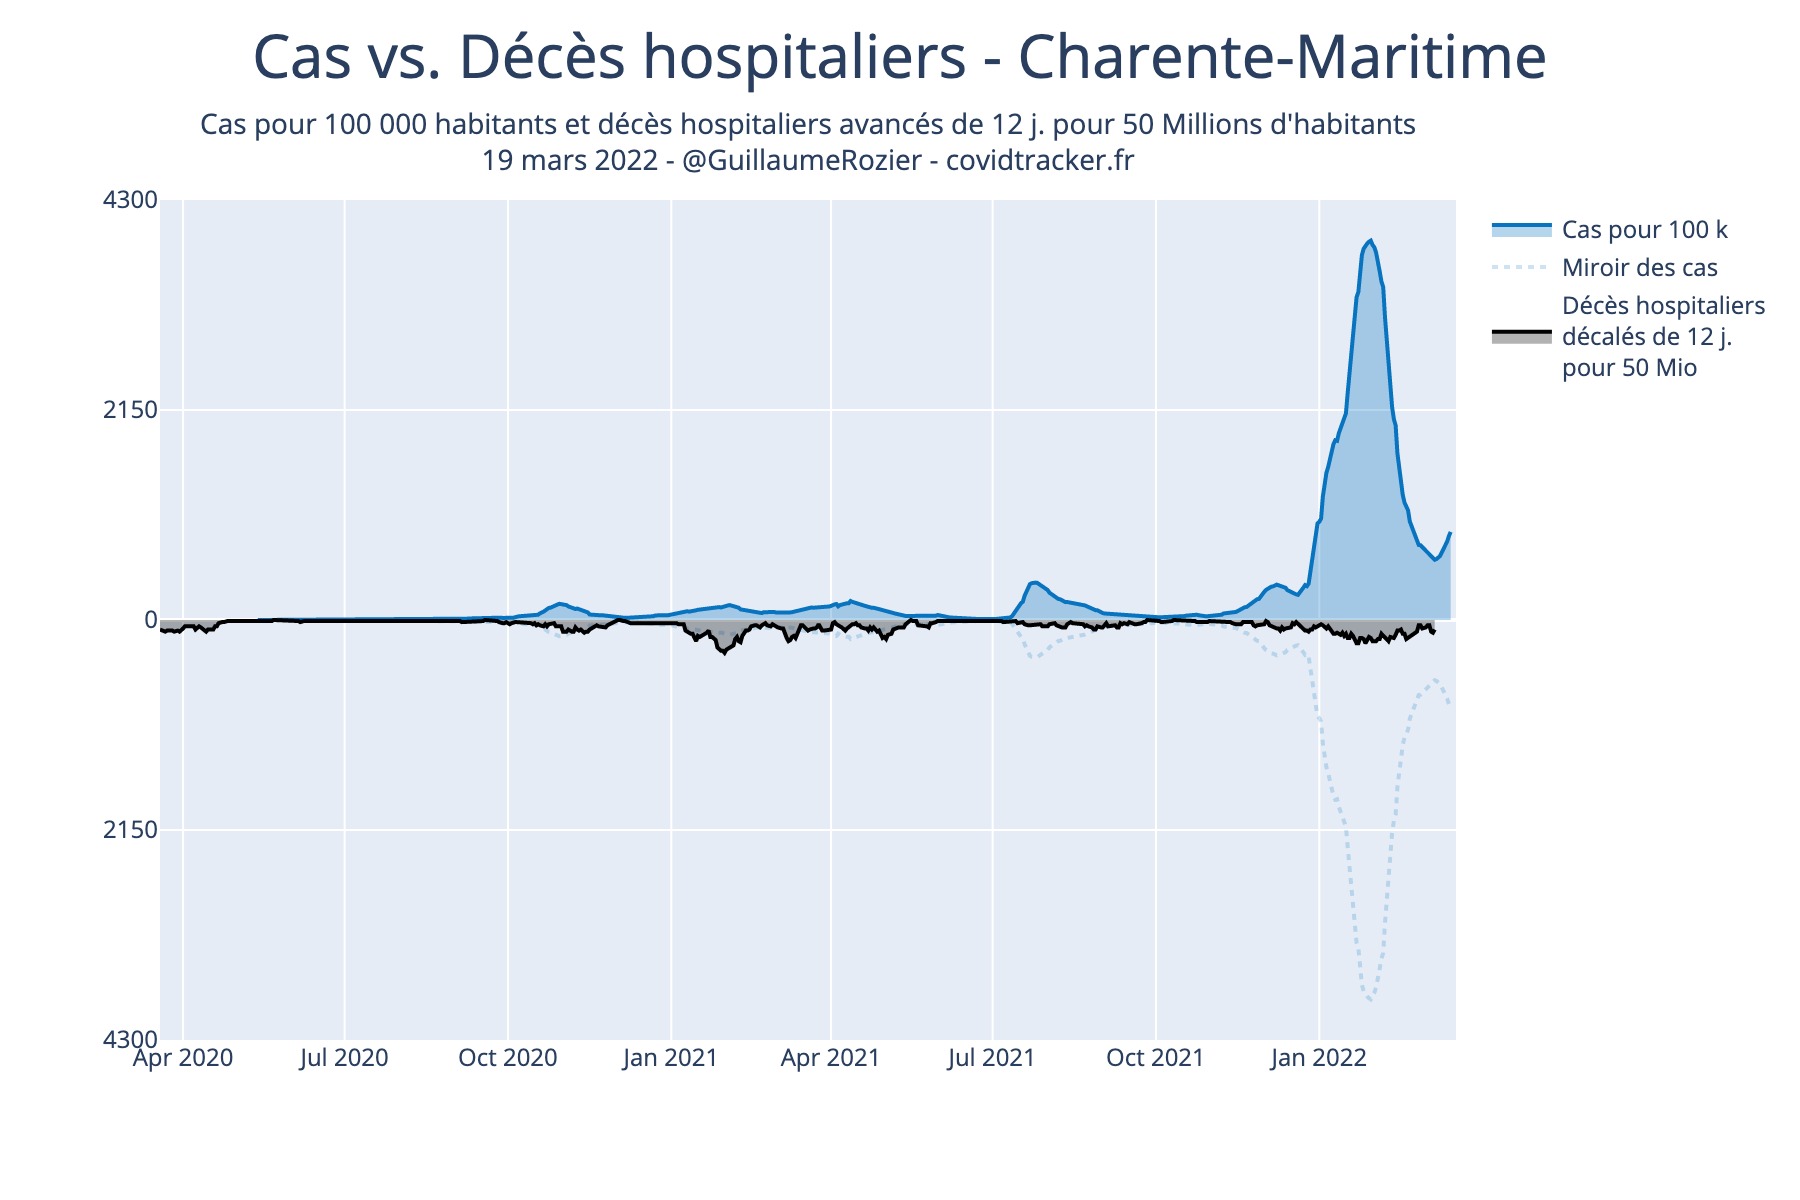 Cas vs. Décès hospitaliers - Charente-Maritime
Cas pour 100 000 habitants et décès hospitaliers avancés de 12 j. pour 50 Millions d'habitants
19 mars 2022 - @GuillaumeRozier - covidtracker.fr
4300
2150
0
2150
4300
Apr 2020
Jul 2020
Oct 2020
Jan 2021
Apr 2021
Jul 2021
Oct 2021
Jan 2022
Cas pour 100 k
Miroir des cas
Décès hospitaliers
décalés de 12 j.
pour 50 Mio